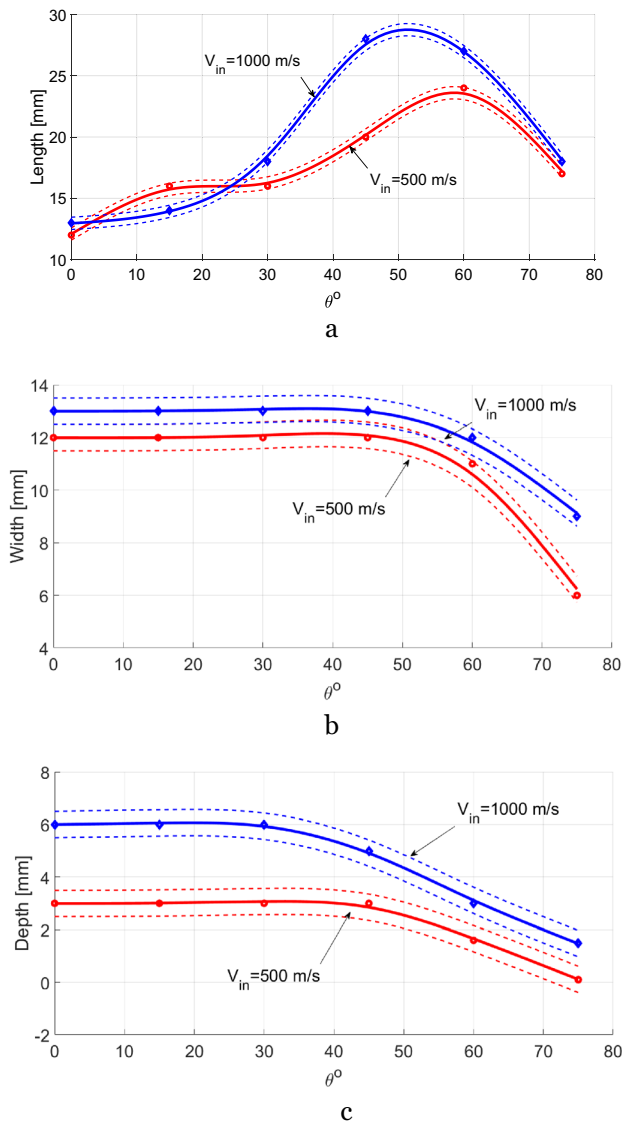 30
25
20
15
10
Length [mm]
V_in=1000 m/s
V_in=500 m/s
0 10 20 30 40 50 60 70 80
θ^o
a
14
12
10
8
6
4
Width [mm]
V_in=1000 m/s
V_in=500 m/s
0 10 20 30 40 50 60 70 80
θ^o
b
8
6
4
2
0
-2
Depth [mm]
V_in=1000 m/s
V_in=500 m/s
0 10 20 30 40 50 60 70 80
θ^o
c